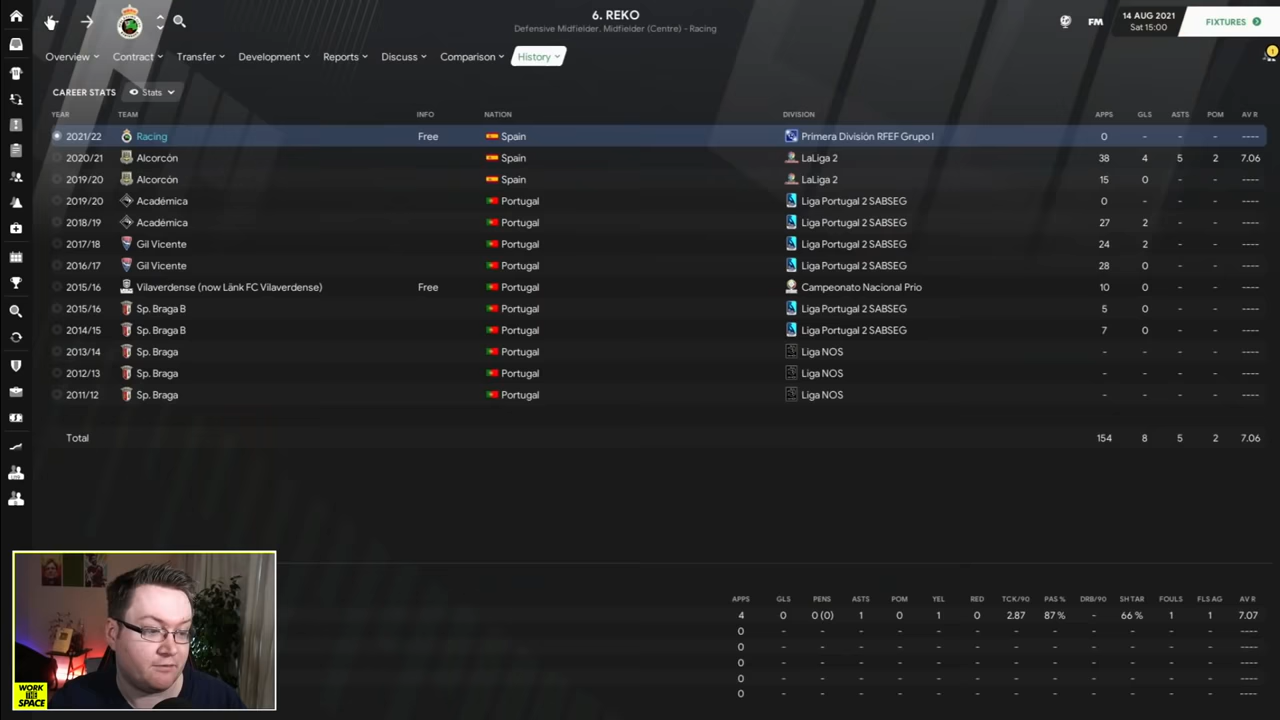 6. REKO
Defensive Midfielder. Midfielder (Centre) - Racing
FM
14 AUG 2021
Sat 15:00
FIXTURES
1
Overview Contract Transfer Development Reports Discuss Comparison History
CAREER STATS Stats
YEAR TEAM INFO NATION DIVISION APPS GLS ASTS POM AV R
2021/22 Racing Free Spain Primera División RFEF Grupo I 0 - - - ----
2020/21 Alcorcón Spain LaLiga 2 38 4 5 2 7.06
2019/20 Alcorcón Spain LaLiga 2 15 0 - - ----
2019/20 Académica Portugal Liga Portugal 2 SABSEG 0 - - - ----
2018/19 Académica Portugal Liga Portugal 2 SABSEG 27 2 - - ----
2017/18 Gil Vicente Portugal Liga Portugal 2 SABSEG 24 2 - - ----
2016/17 Gil Vicente Portugal Liga Portugal 2 SABSEG 28 0 - - ----
2015/16 Vilaverdense (now Länk FC Vilaverdense) Free Portugal Campeonato Nacional Prio 10 0 - - ----
2015/16 Sp. Braga B Portugal Liga Portugal 2 SABSEG 5 0 - - ----
2014/15 Sp. Braga B Portugal Liga Portugal 2 SABSEG 7 0 - - ----
2013/14 Sp. Braga Portugal Liga NOS - - - - ----
2012/13 Sp. Braga Portugal Liga NOS - - - - ----
2011/12 Sp. Braga Portugal Liga NOS - - - - ----
Total 154 8 5 2 7.06
APPS GLS PENS ASTS POM YEL RED TCK/90 PAS % DRB/90 SH TAR FOULS FLS AG AV R
4 0 0 (0) 1 0 1 0 2.87 87 % - 66 % 1 1 7.07
0 - - - - - - - - - - - - ----
0 - - - - - - - - - - - - ----
0 - - - - - - - - - - - - ----
0 - - - - - - - - - - - - ----
0 - - - - - - - - - - - - ----
WORK
THE
SPACE